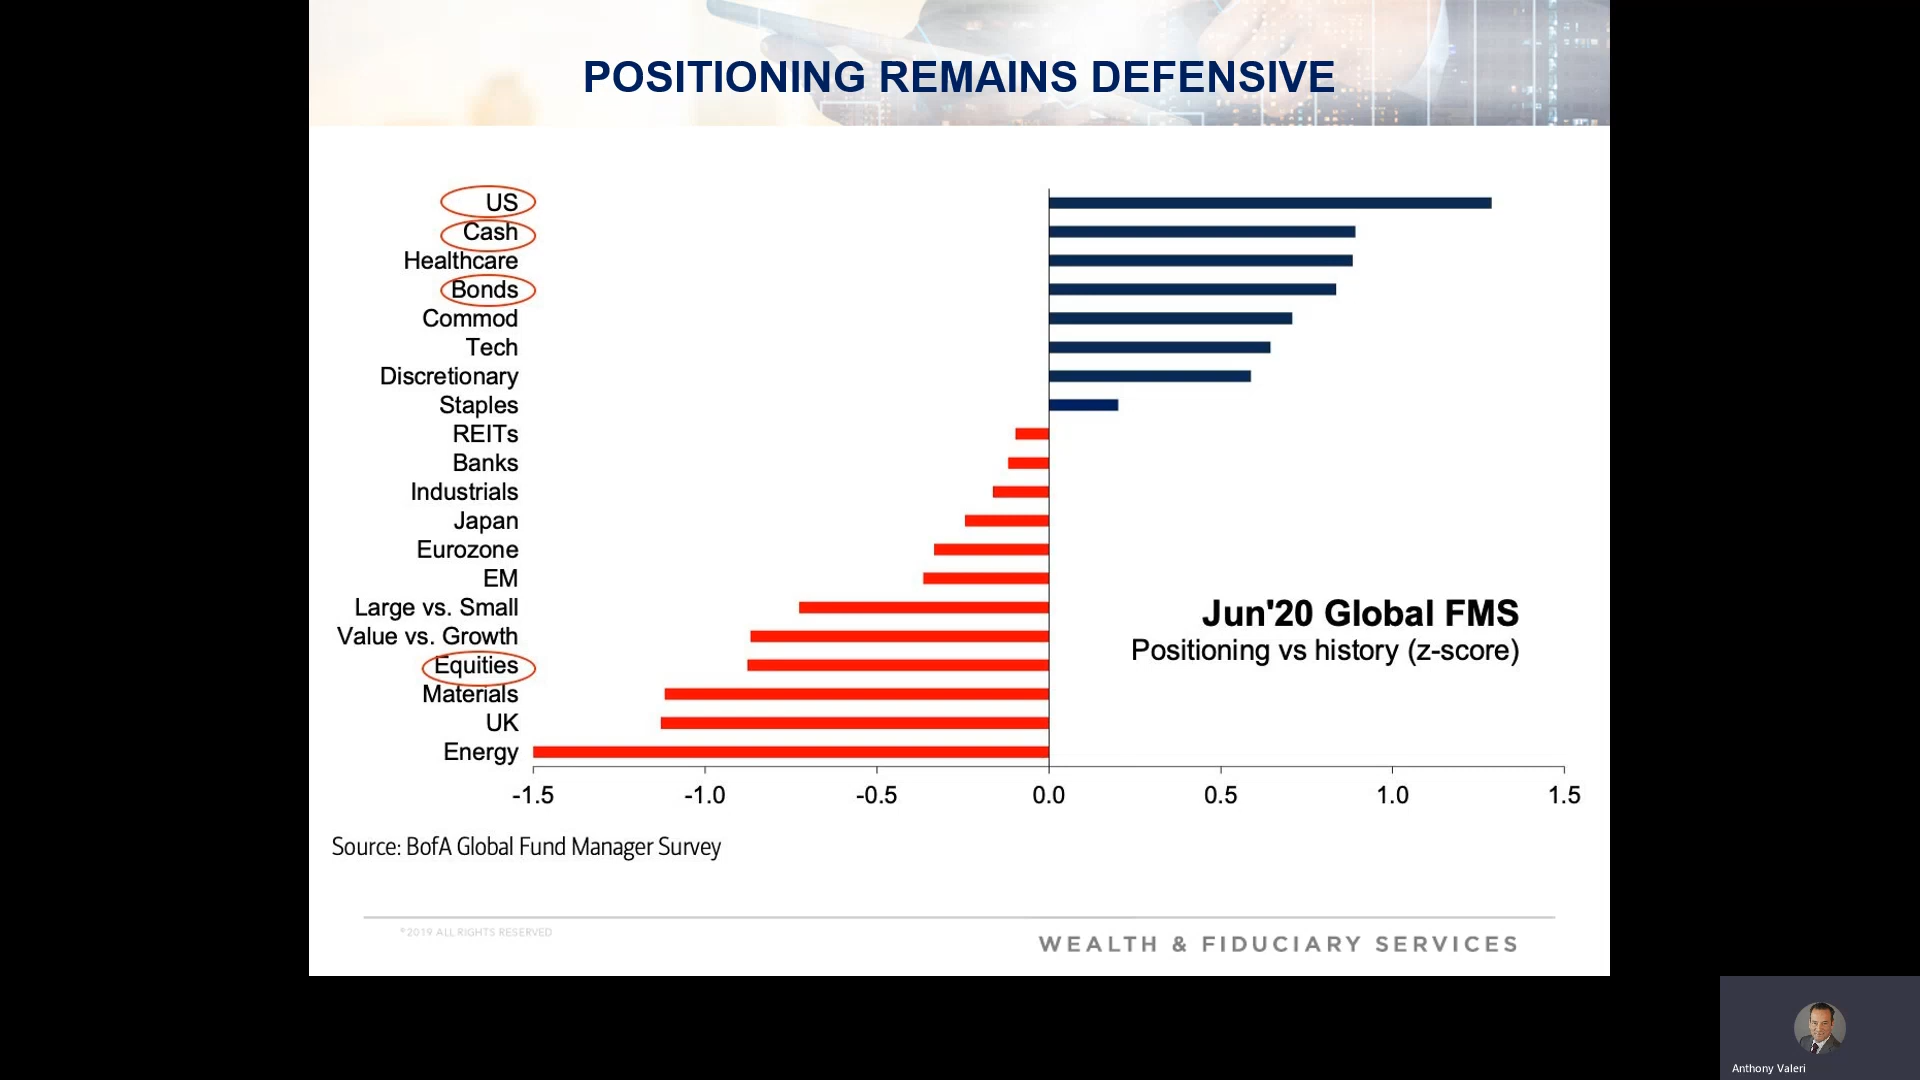 POSITIONING REMAINS DEFENSIVE
US
Cash
Healthcare
Bonds
Commod
Tech
Discretionary
Staples
REITs
Banks
Industrials
Japan
Eurozone
EM
Large vs. Small
Value vs. Growth
Equities
Materials
UK
Energy
Jun'20 Global FMS
Positioning vs history (z-score)
-1.5 -1.0 -0.5 0.0 0.5 1.0 1.5
Source: BofA Global Fund Manager Survey
©2019 ALL RIGHTS RESERVED
WEALTH & FIDUCIARY SERVICES
Anthony Valeri